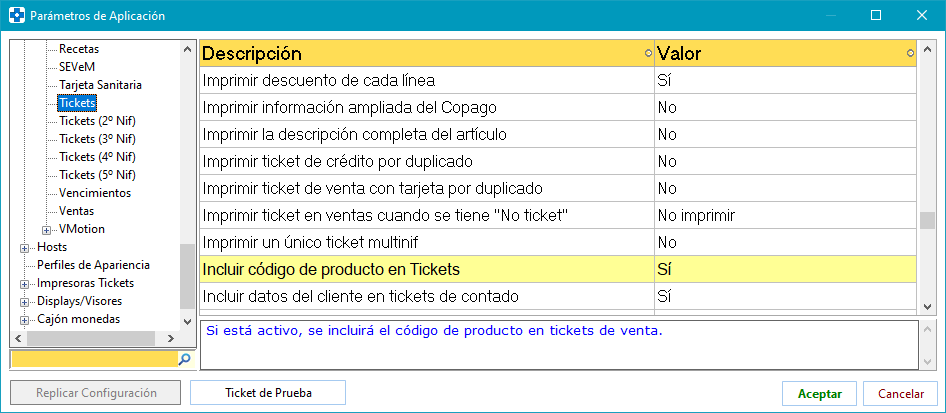 Parámetros de Aplicación
Recetas
SEVeM
Tarjeta Sanitaria
Tickets
Tickets (2º Nif)
Tickets (3º Nif)
Tickets (4º Nif)
Tickets (5º Nif)
Vencimientos
Ventas
VMotion
Hosts
Perfiles de Apariencia
Impresoras Tickets
Displays/Visores
Cajón monedas
Descripción Valor
Imprimir descuento de cada línea Sí
Imprimir información ampliada del Copago No
Imprimir la descripción completa del artículo No
Imprimir ticket de crédito por duplicado No
Imprimir ticket de venta con tarjeta por duplicado No
Imprimir ticket en ventas cuando se tiene "No ticket" No imprimir
Imprimir un único ticket multinif No
Incluir código de producto en Tickets Sí
Incluir datos del cliente en tickets de contado Sí
Si está activo, se incluirá el código de producto en tickets de venta.
Replicar Configuración Ticket de Prueba Aceptar Cancelar